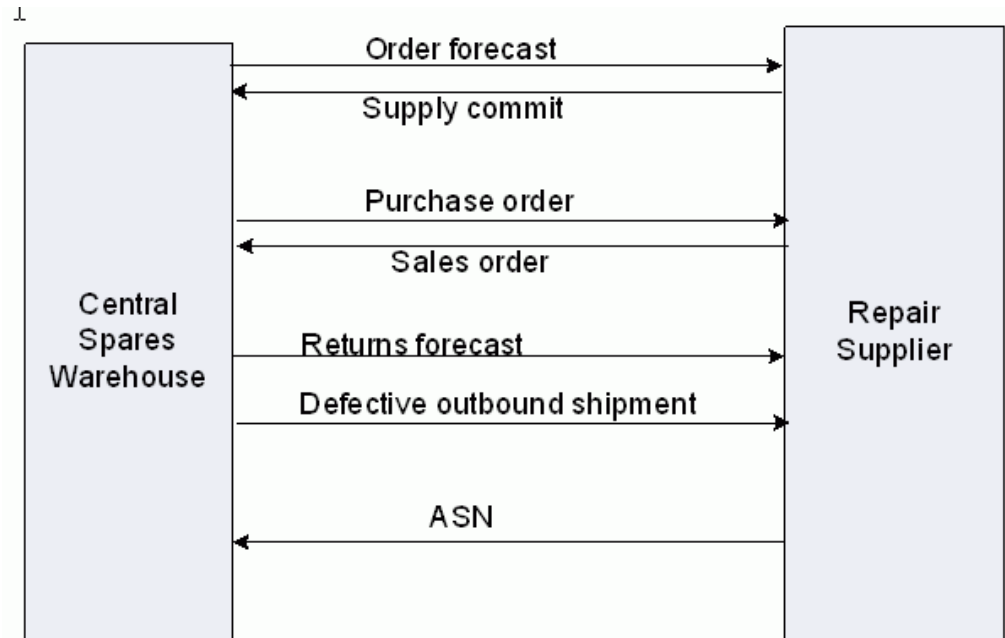 Order forecast
Supply commit
Purchase order
Sales order
Central
Spares
Warehouse
Repair
Supplier
Returns forecast
Defective outbound shipment
ASN